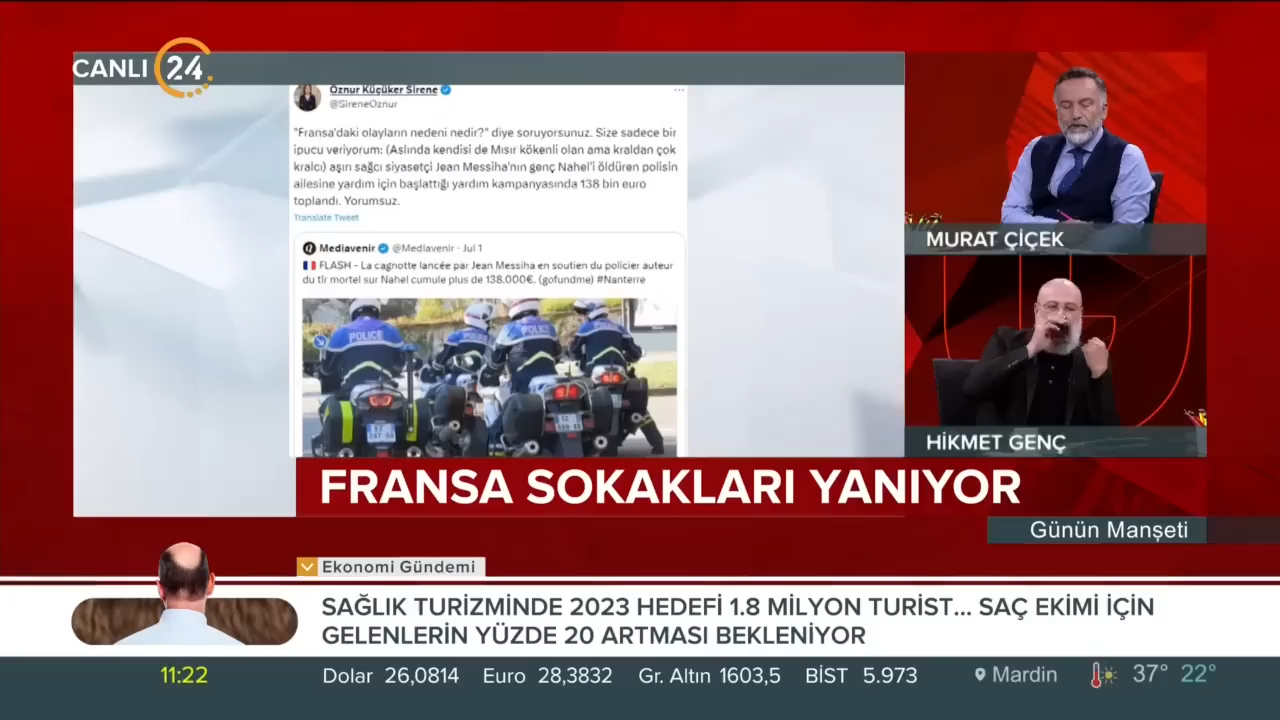 CANLI 24
Öznur Küçüker Sirene
@SireneOznur
"Fransa'daki olayların nedeni nedir?" diye soruyorsunuz. Size sadece bir
ipucu veriyorum: (Aslında kendisi de Mısır kökenli olan ama kraldan çok
kralcı) aşırı sağcı siyasetçi Jean Messiha'nın genç Nahel'i öldüren polisin
ailesine yardım için başlattığı yardım kampanyasında 138 bin euro
toplandı. Yorumsuz.
Translate Tweet
Mediavenir @Mediavenir · Jul 1
FLASH - La cagnotte lancée par Jean Messiha en soutien du policier auteur
du tir mortel sur Nahel cumule plus de 138.000€. (gofundme) #Nanterre
POLICE
POLICE
MURAT ÇİÇEK
HİKMET GENÇ
FRANSA SOKAKLARI YANIYOR
Günün Manşeti
Ekonomi Gündemi
SAĞLIK TURİZMİNDE 2023 HEDEFİ 1.8 MİLYON TURİST... SAÇ EKİMİ İÇİN
GELENLERİN YÜZDE 20 ARTMASI BEKLENİYOR
11:22 Dolar 26,0814 Euro 28,3832 Gr. Altın 1603,5 BİST 5.973 Mardin 37° 22°